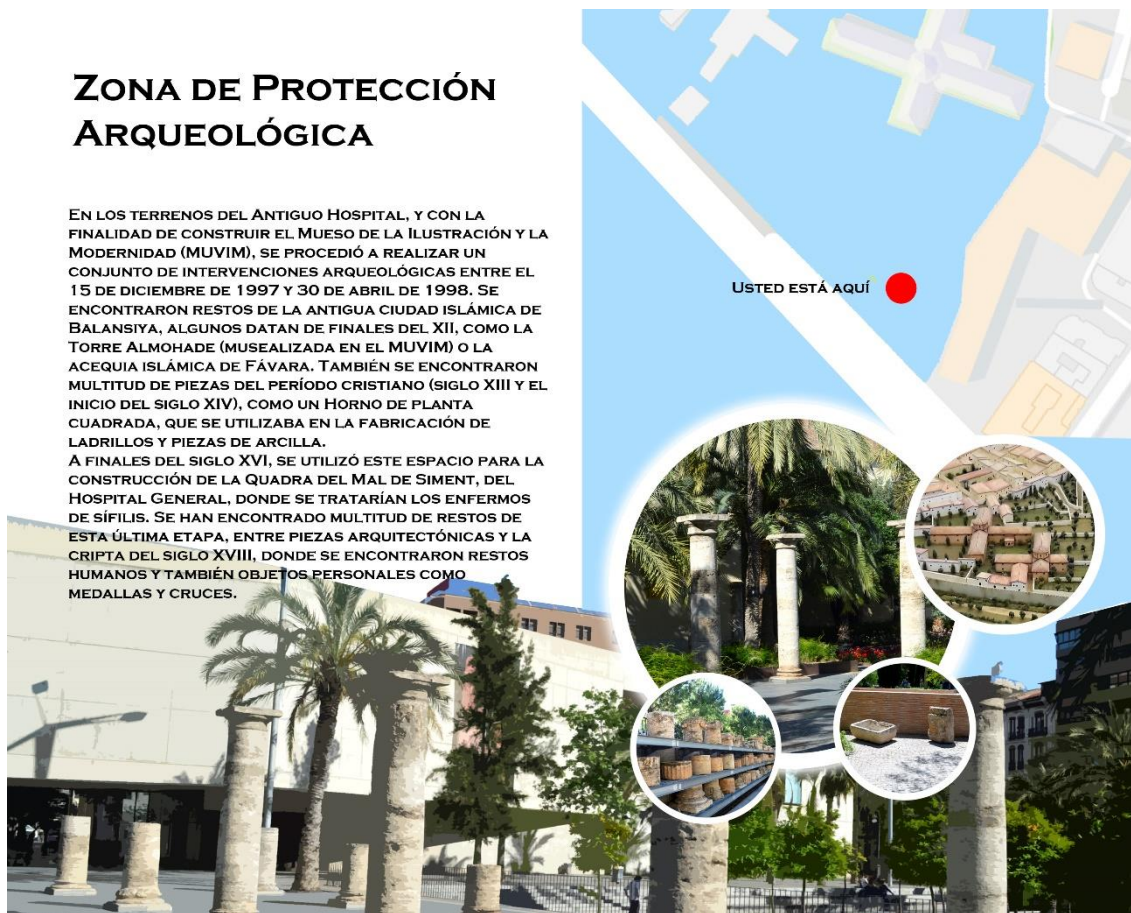 ZONA DE PROTECCIÓN
ARQUEOLÓGICA
EN LOS TERRENOS DEL ANTIGUO HOSPITAL, Y CON LA
FINALIDAD DE CONSTRUIR EL MUESO DE LA ILUSTRACIÓN Y LA
MODERNIDAD (MUVIM), SE PROCEDIÓ A REALIZAR UN
CONJUNTO DE INTERVENCIONES ARQUEOLÓGICAS ENTRE EL
15 DE DICIEMBRE DE 1997 Y 30 DE ABRIL DE 1998. SE
ENCONTRARON RESTOS DE LA ANTIGUA CIUDAD ISLÁMICA DE
BALANSIYA, ALGUNOS DATAN DE FINALES DEL XII, COMO LA
TORRE ALMOHADE (MUSEALIZADA EN EL MUVIM) O LA
ACEQUIA ISLÁMICA DE FÁVARA. TAMBIÉN SE ENCONTRARON
MULTITUD DE PIEZAS DEL PERÍODO CRISTIANO (SIGLO XIII Y EL
INICIO DEL SIGLO XIV), COMO UN HORNO DE PLANTA
CUADRADA, QUE SE UTILIZABA EN LA FABRICACIÓN DE
LADRILLOS Y PIEZAS DE ARCILLA.
A FINALES DEL SIGLO XVI, SE UTILIZÓ ESTE ESPACIO PARA LA
CONSTRUCCIÓN DE LA QUADRA DEL MAL DE SIMENT, DEL
HOSPITAL GENERAL, DONDE SE TRATARÍAN LOS ENFERMOS
DE SÍFILIS. SE HAN ENCONTRADO MULTITUD DE RESTOS DE
ESTA ÚLTIMA ETAPA, ENTRE PIEZAS ARQUITECTÓNICAS Y LA
CRIPTA DEL SIGLO XVIII, DONDE SE ENCONTRARON RESTOS
HUMANOS Y TAMBIÉN OBJETOS PERSONALES COMO
MEDALLAS Y CRUCES.
USTED ESTÁ AQUÍ